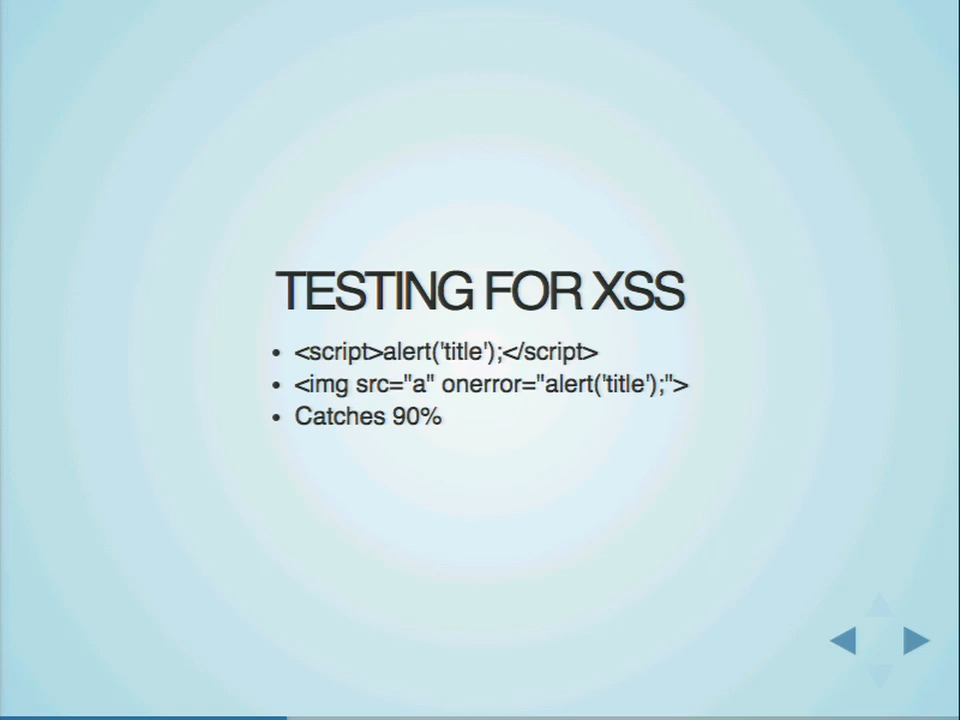 TESTING FOR XSS
• <script>alert('title');</script>
• <img src="a" onerror="alert('title');">
• Catches 90%